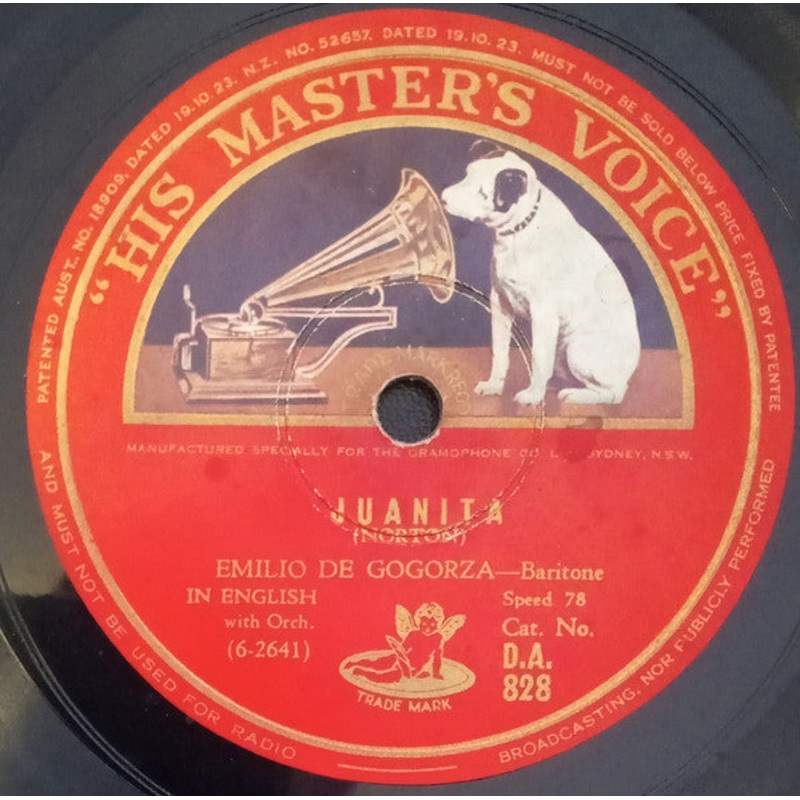 PATENTED AUST. No. 18909, DATED 19.10.23. N.Z. NO. 52657, DATED 19.10.23. MUST NOT BE SOLD BELOW PRICE FIXED BY PATENTEE
"HIS MASTER'S VOICE"
TRADE MARK REGD
MANUFACTURED SPECIALLY FOR THE GRAMOPHONE CO SYDNEY, N.S.W.
JUANITA
(NORTON)
EMILIO DE GOGORZA—Baritone
IN ENGLISH
with Orch.
(6-2641)
Speed 78
Cat. No.
D.A.
828
TRADE MARK
AND MUST NOT BE USED FOR RADIO BROADCASTING, NOR PUBLICLY PERFORMED